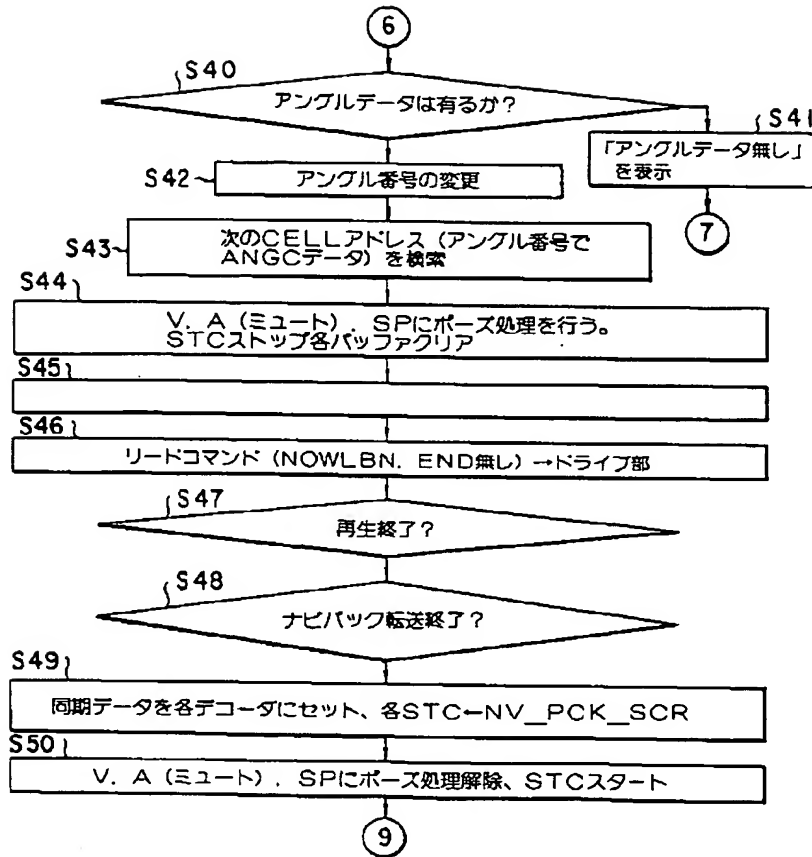 6
S40
アングルデータは有るか?
S41
「アングルデータ無し」
を表示
7
S42
アングル番号の変更
S43
次のCELLアドレス(アングル番号で
ANGCデータ)を検索
S44
V. A(ミュート). SPにポーズ処理を行う。
STCストップ各バッファクリア
S45
S46
リードコマンド(NOWLBN. END無し)→ドライブ部
S47
再生終了?
S48
ナビパック転送終了?
S49
同期データを各デコーダにセット、各STC←NV_PCK_SCR
S50
V. A(ミュート). SPにポーズ処理解除、STCスタート
9